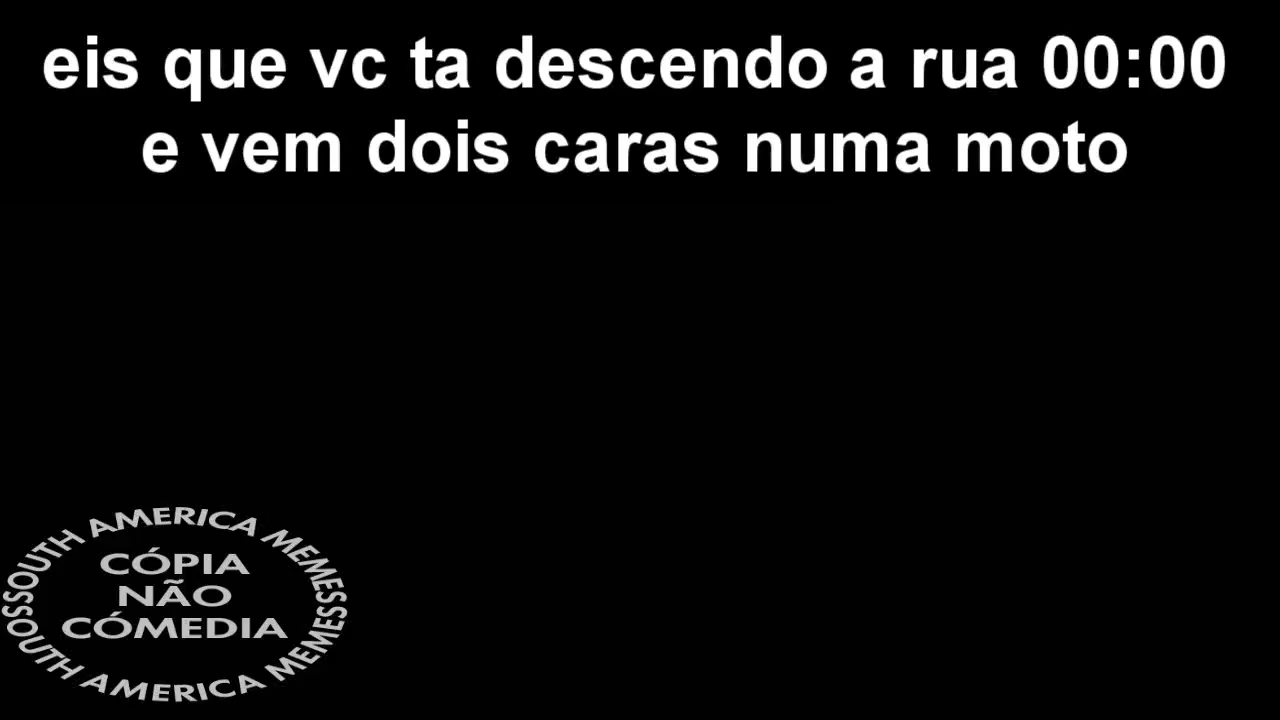 eis que vc ta descendo a rua 00:00
e vem dois caras numa moto
SOUTH AMERICA MEMES
CÓPIA
NÃO
CÓMEDIA
SOUTH AMERICA MEMES